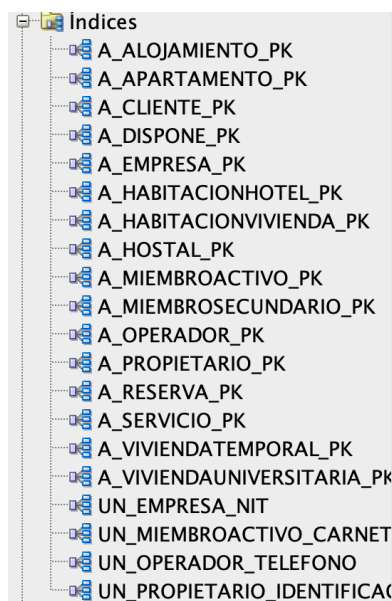 Índices
A_ALOJAMIENTO_PK
A_APARTAMENTO_PK
A_CLIENTE_PK
A_DISPONE_PK
A_EMPRESA_PK
A_HABITACIONHOTEL_PK
A_HABITACIONVIVIENDA_PK
A_HOSTAL_PK
A_MIEMBROACTIVO_PK
A_MIEMBROSECUNDARIO_PK
A_OPERADOR_PK
A_PROPIETARIO_PK
A_RESERVA_PK
A_SERVICIO_PK
A_VIVIENDATEMPORAL_PK
A_VIVIENDAUNIVERSITARIA_PK
UN_EMPRESA_NIT
UN_MIEMBROACTIVO_CARNET
UN_OPERADOR_TELEFONO
UN_PROPIETARIO_IDENTIFICAC